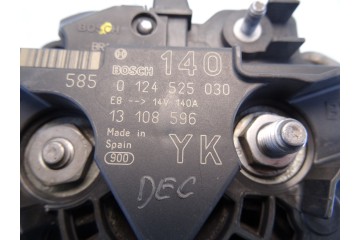 BOSCH
BOSCH 140
585
0 124 525 030
E8 --> 14V 140A
13 108 596
Made in
Spain
YK
900
DEC